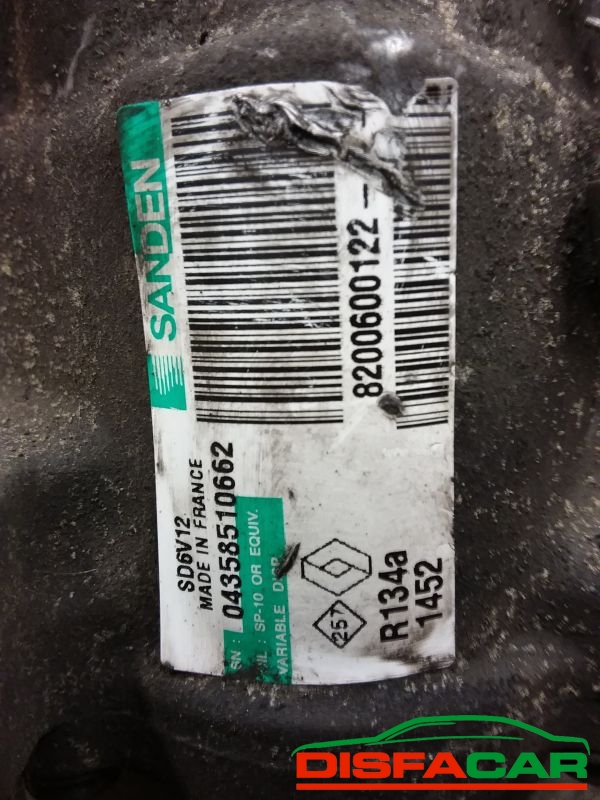 SANDEN
8200600122-
SD6V12
MADE IN FRANCE
04358510662
SN :
OIL : SP-10 OR EQUIV.
VARIABLE DISP
257
R134a
1452
DISFACAR